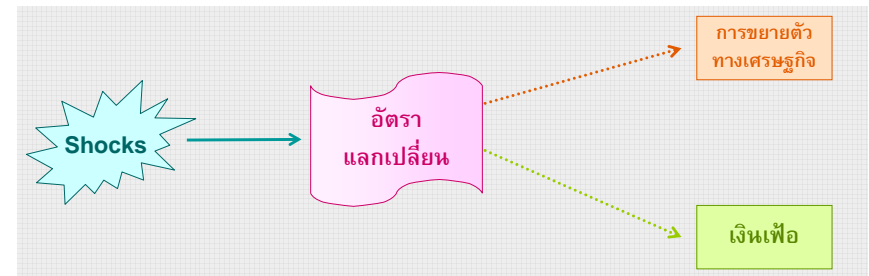 Shocks
อัตรา
แลกเปลี่ยน
การขยายตัว
ทางเศรษฐกิจ
เงินเฟ้อ